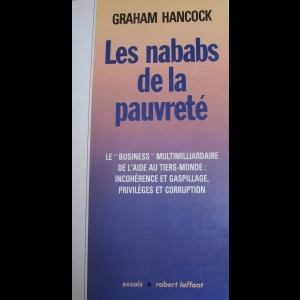 GRAHAM HANCOCK
Les nababs
de la
pauvreté
LE "BUSINESS" MULTIMILLIARDAIRE
DE L'AIDE AU TIERS-MONDE :
INCOHÉRENCE ET GASPILLAGE,
PRIVILÈGES ET CORRUPTION
essais • robert laffont